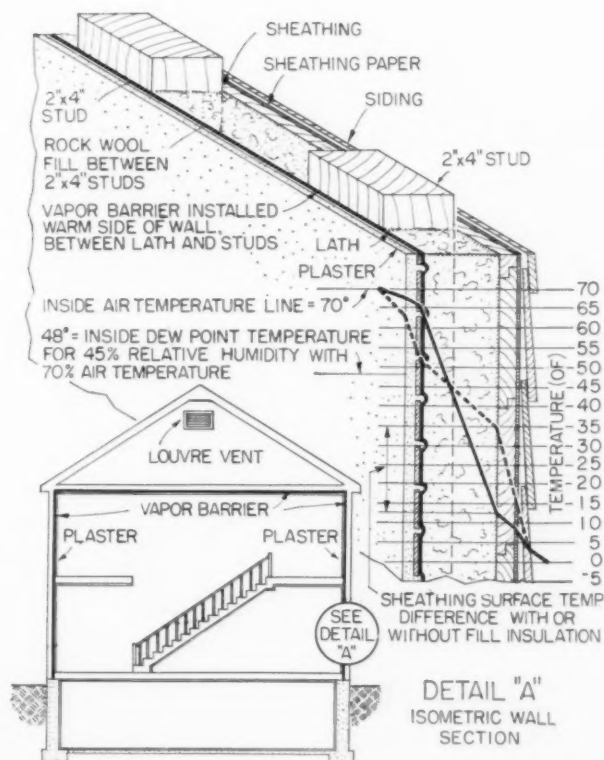 SHEATHING
SHEATHING PAPER
SIDING
2"x4"
STUD
2"x4" STUD
ROCK WOOL
FILL BETWEEN
2"x4" STUDS
VAPOR BARRIER INSTALLED
WARM SIDE OF WALL,
BETWEEN LATH AND STUDS
LATH
PLASTER
INSIDE AIR TEMPERATURE LINE = 70°
48° = INSIDE DEW POINT TEMPERATURE
FOR 45% RELATIVE HUMIDITY WITH
70% AIR TEMPERATURE
70
65
60
55
50
45
40
35
30
25
20
15
10
5
0
-5
TEMPERATURE (OF)
LOUVRE VENT
VAPOR BARRIER
PLASTER
PLASTER
SEE
DETAIL
"A"
SHEATHING SURFACE TEMP
DIFFERENCE WITH OR
WITHOUT FILL INSULATION
DETAIL "A"
ISOMETRIC WALL
SECTION